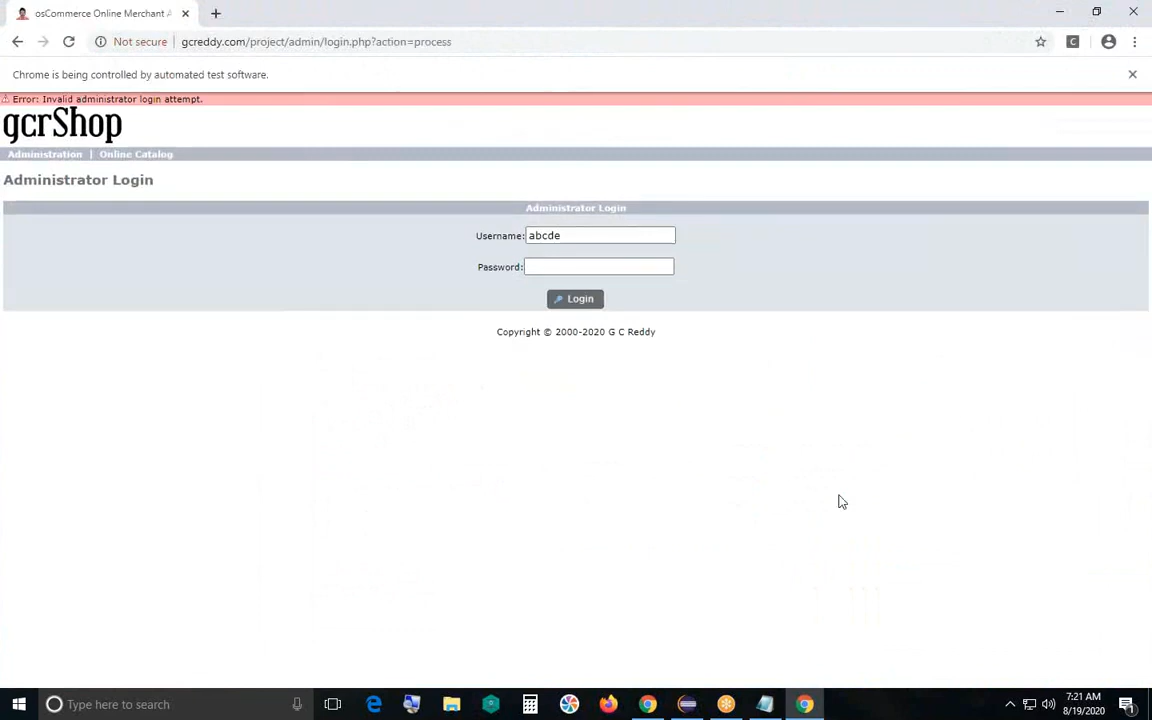 osCommerce Online Merchant A
Not secure
gcreddy.com/project/admin/login.php?action=process
Chrome is being controlled by automated test software.
Error: Invalid administrator login attempt.
gcrShop
Administration | Online Catalog
Administrator Login
Administrator Login
Username: abcde
Password:
Login
Copyright © 2000-2020 G C Reddy
Type here to search
7:21 AM
8/19/2020
1